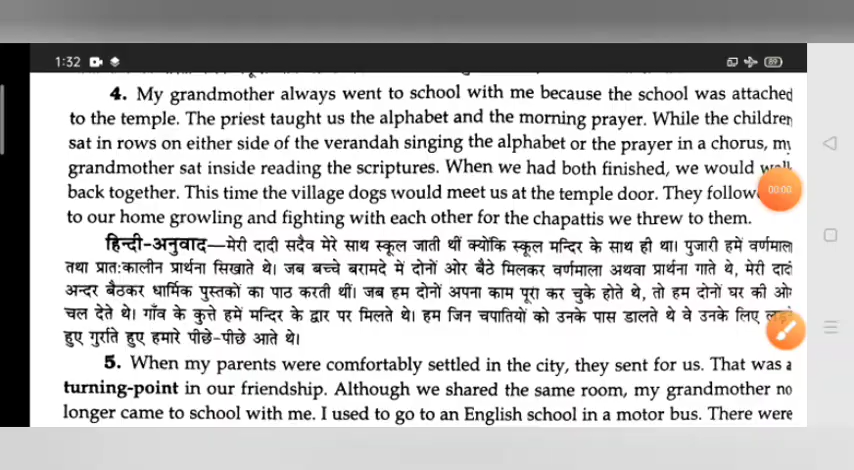 1:32
89
4. My grandmother always went to school with me because the school was attached
to the temple. The priest taught us the alphabet and the morning prayer. While the children
sat in rows on either side of the verandah singing the alphabet or the prayer in a chorus, my
grandmother sat inside reading the scriptures. When we had both finished, we would
back together. This time the village dogs would meet us at the temple door. They
00:00
to our home growling and fighting with each other for the chapattis we threw to them.
हिन्दी-अनुवाद—मेरी दादी सदैव मेरे साथ स्कूल जाती थीं क्योंकि स्कूल मन्दिर के साथ ही था। पुजारी हमें वर्णमाला
तथा प्रात:कालीन प्रार्थना सिखाते थे। जब बच्चे बरामदे में दोनों ओर बैठे मिलकर वर्णमाला अथवा प्रार्थना गाते थे, मेरी दादी
अन्दर बैठकर धार्मिक पुस्तकों का पाठ करती थीं। जब हम दोनों अपना काम पूरा कर चुके होते थे, तो हम दोनों घर की ओर
चल देते थे। गाँव के कुत्ते हमें मन्दिर के द्वार पर मिलते थे। हम जिन चपातियों को उनके पास डालते थे वे उनके लिए
हुए गुर्राते हुए हमारे पीछे-पीछे आते थे।
5. When my parents were comfortably settled in the city, they sent for us. That was a
turning-point in our friendship. Although we shared the same room, my grandmother no
longer came to school with me. I used to go to an English school in a motor bus. There were